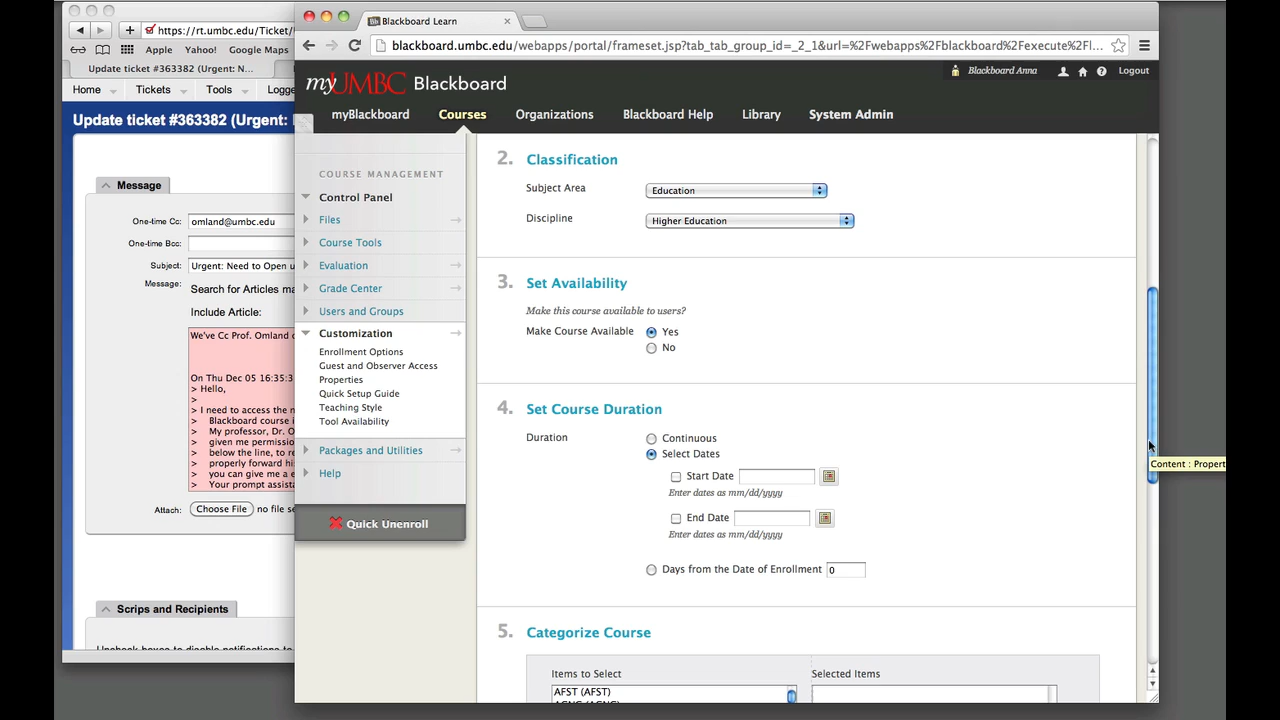 https://rt.umbc.edu/Ticket/
Apple Yahoo! Google Maps
Update ticket #363382 (Urgent: N...
Home Tickets Tools Logge
Update ticket #363382 (Urgent:
Message
One-time Cc: omland@umbc.edu
One-time Bcc:
Subject: Urgent: Need to Open u
Message: Search for Articles ma
Include Article:
We've Cc Prof. Omland o
On Thu Dec 05 16:35:3
> Hello,
>
> I need to access the n
> Blackboard course i
> My professor, Dr. O
> given me permissio
> below the line, to re
> properly forward hi
> you can give me a e
> Your prompt assista
Attach: Choose File no file se
Scrips and Recipients
Uncheck boxes to disable notifications to
Blackboard Learn
blackboard.umbc.edu/webapps/portal/frameset.jsp?tab_tab_group_id=_2_1&url=%2Fwebapps%2Fblackboard%2Fexecute%2Fl...
myUMBC Blackboard
Blackboard Anna Logout
myBlackboard Courses Organizations Blackboard Help Library System Admin
COURSE MANAGEMENT
Control Panel
Files
Course Tools
Evaluation
Grade Center
Users and Groups
Customization
Enrollment Options
Guest and Observer Access
Properties
Quick Setup Guide
Teaching Style
Tool Availability
Packages and Utilities
Help
Quick Unenroll
2. Classification
Subject Area Education
Discipline Higher Education
3. Set Availability
Make this course available to users?
Make Course Available Yes
No
4. Set Course Duration
Duration Continuous
Select Dates
Start Date
Enter dates as mm/dd/yyyy
End Date
Enter dates as mm/dd/yyyy
Days from the Date of Enrollment 0
Content : Propert
5. Categorize Course
Items to Select Selected Items
AFST (AFST)